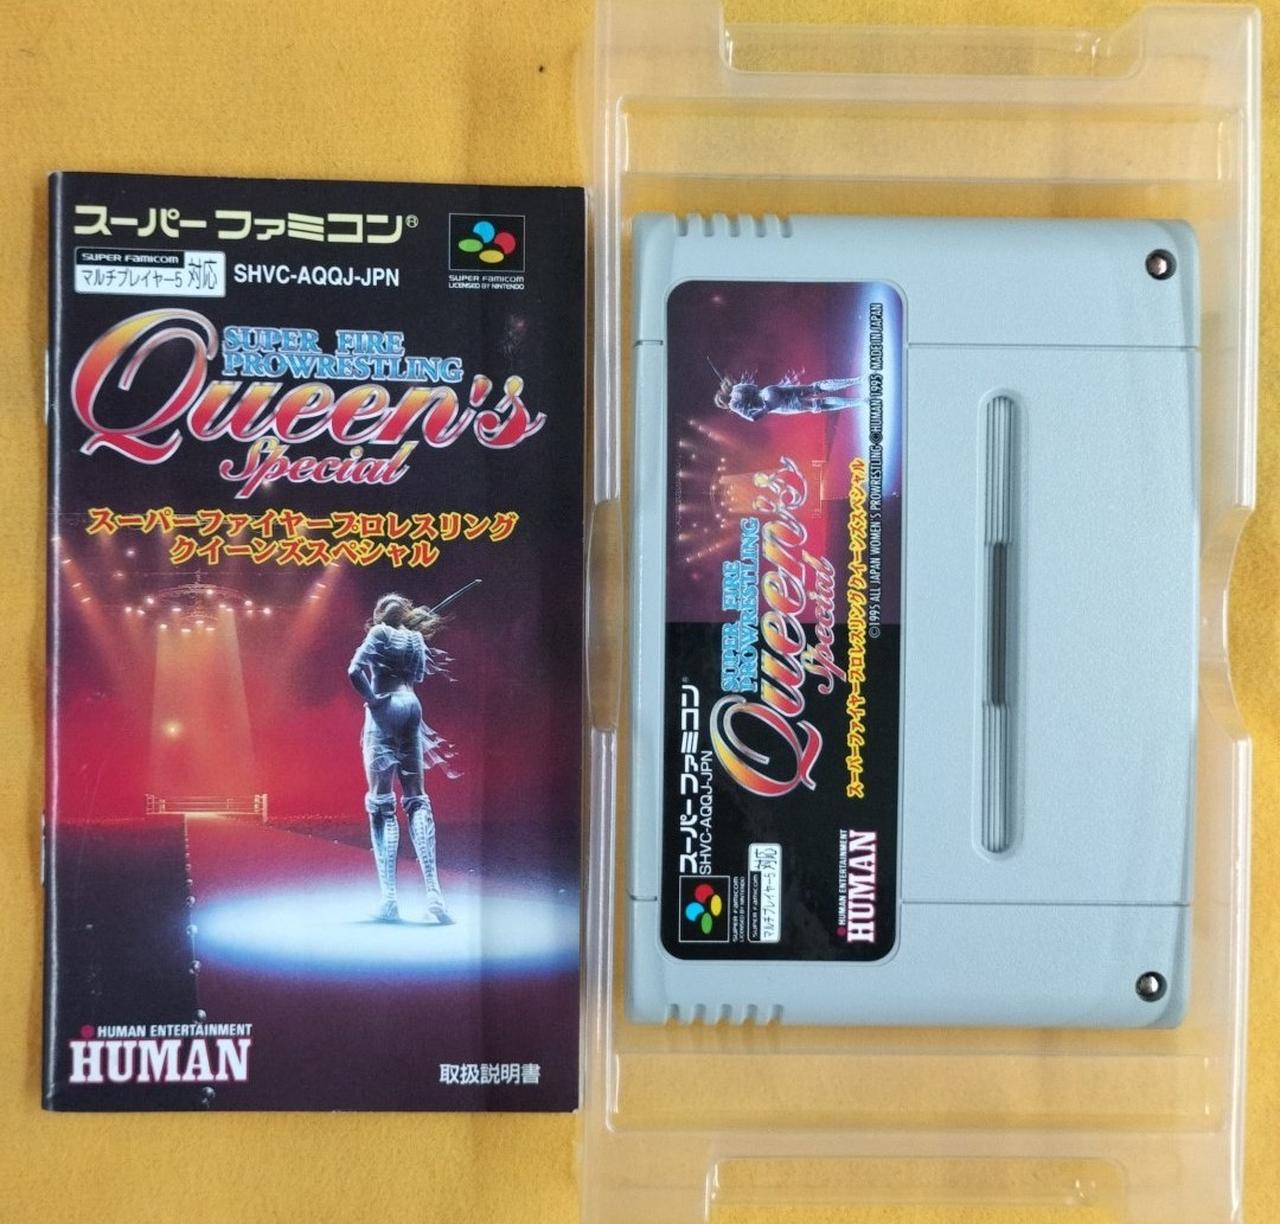 スーパーファミコン®
SUPER FAMICOM
マルチプレイヤー5 対応
SHVC-AQQJ-JPN
SUPER FAMICOM
LICENSED BY NINTENDO
SUPER FIRE
PROWRESTLING
Queen's
Special
スーパーファイヤープロレスリング
クイーンズスペシャル
HUMAN ENTERTAINMENT
HUMAN
取扱説明書
スーパーファミコン®
SHVC-AQQJ-JPN
SUPER FAMICOM
LICENSED BY NINTENDO
SUPER FAMICOM
マルチプレイヤー5 対応
SUPER FIRE
PROWRESTLING
Queen's
Special
スーパーファイヤープロレスリング クイーンズスペシャル
©1995 ALL JAPAN WOMEN'S PROWRESTLING ©HUMAN 1995 MADE IN JAPAN
HUMAN ENTERTAINMENT
HUMAN